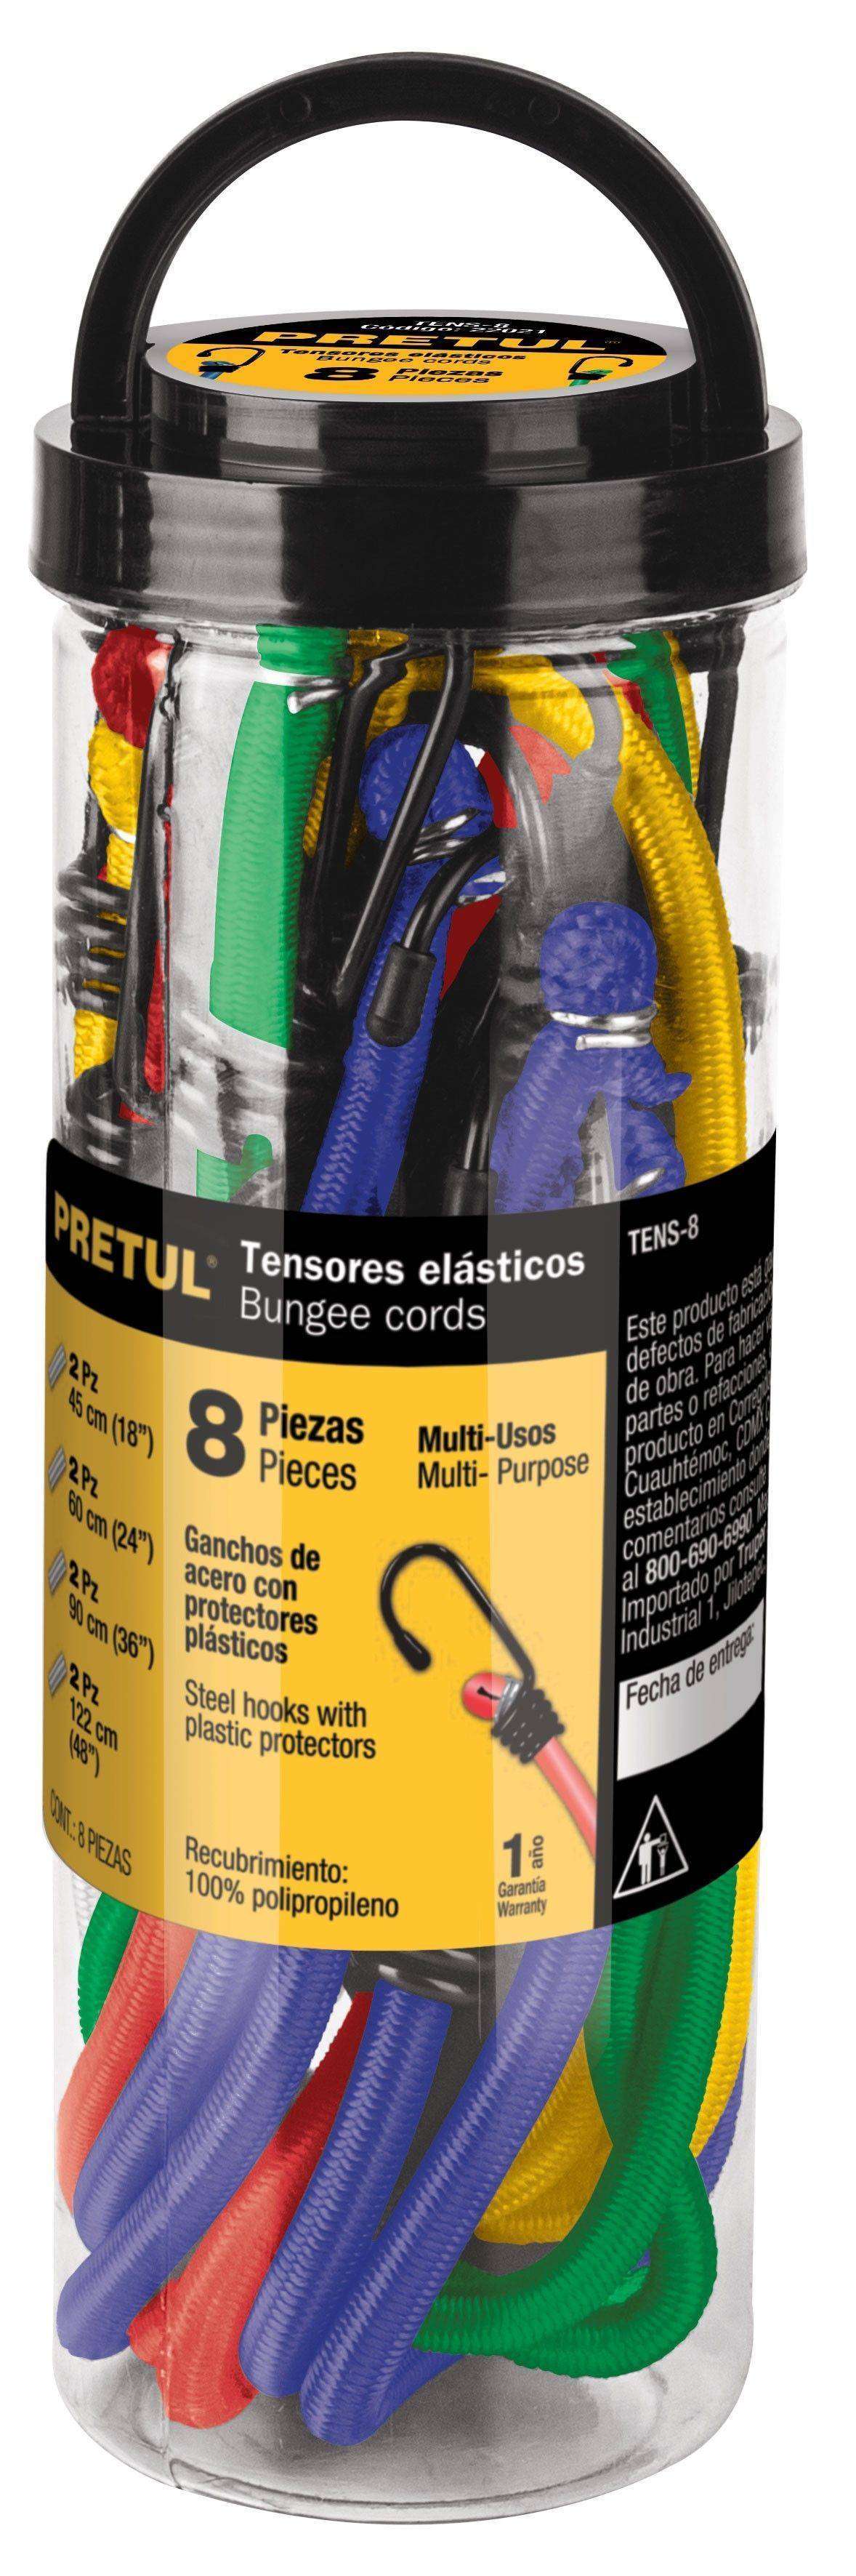 TENS-8
Código: 22021
PRETUL
Tensores elásticos
Bungee cords
8 Piezas
Pieces
PRETUL®
Tensores elásticos
Bungee cords
2 Pz
45 cm (18”)
2 Pz
60 cm (24”)
2 Pz
90 cm (36”)
2 Pz
122 cm
(48”)
CONT.: 8 PIEZAS
8 Piezas
Pieces
Multi-Usos
Multi- Purpose
Ganchos de
acero con
protectores
plásticos
Steel hooks with
plastic protectors
Recubrimiento:
100% polipropileno
1 año
Garantía
Warranty
TENS-8
Este producto está
defectos de
de obra. Para hacer
partes o refacciones
producto en
Cuauhtémoc, CDMX
establecimiento
comentarios
al 800-690-6990.
Importado por
Industrial 1,
Fecha de entrega: